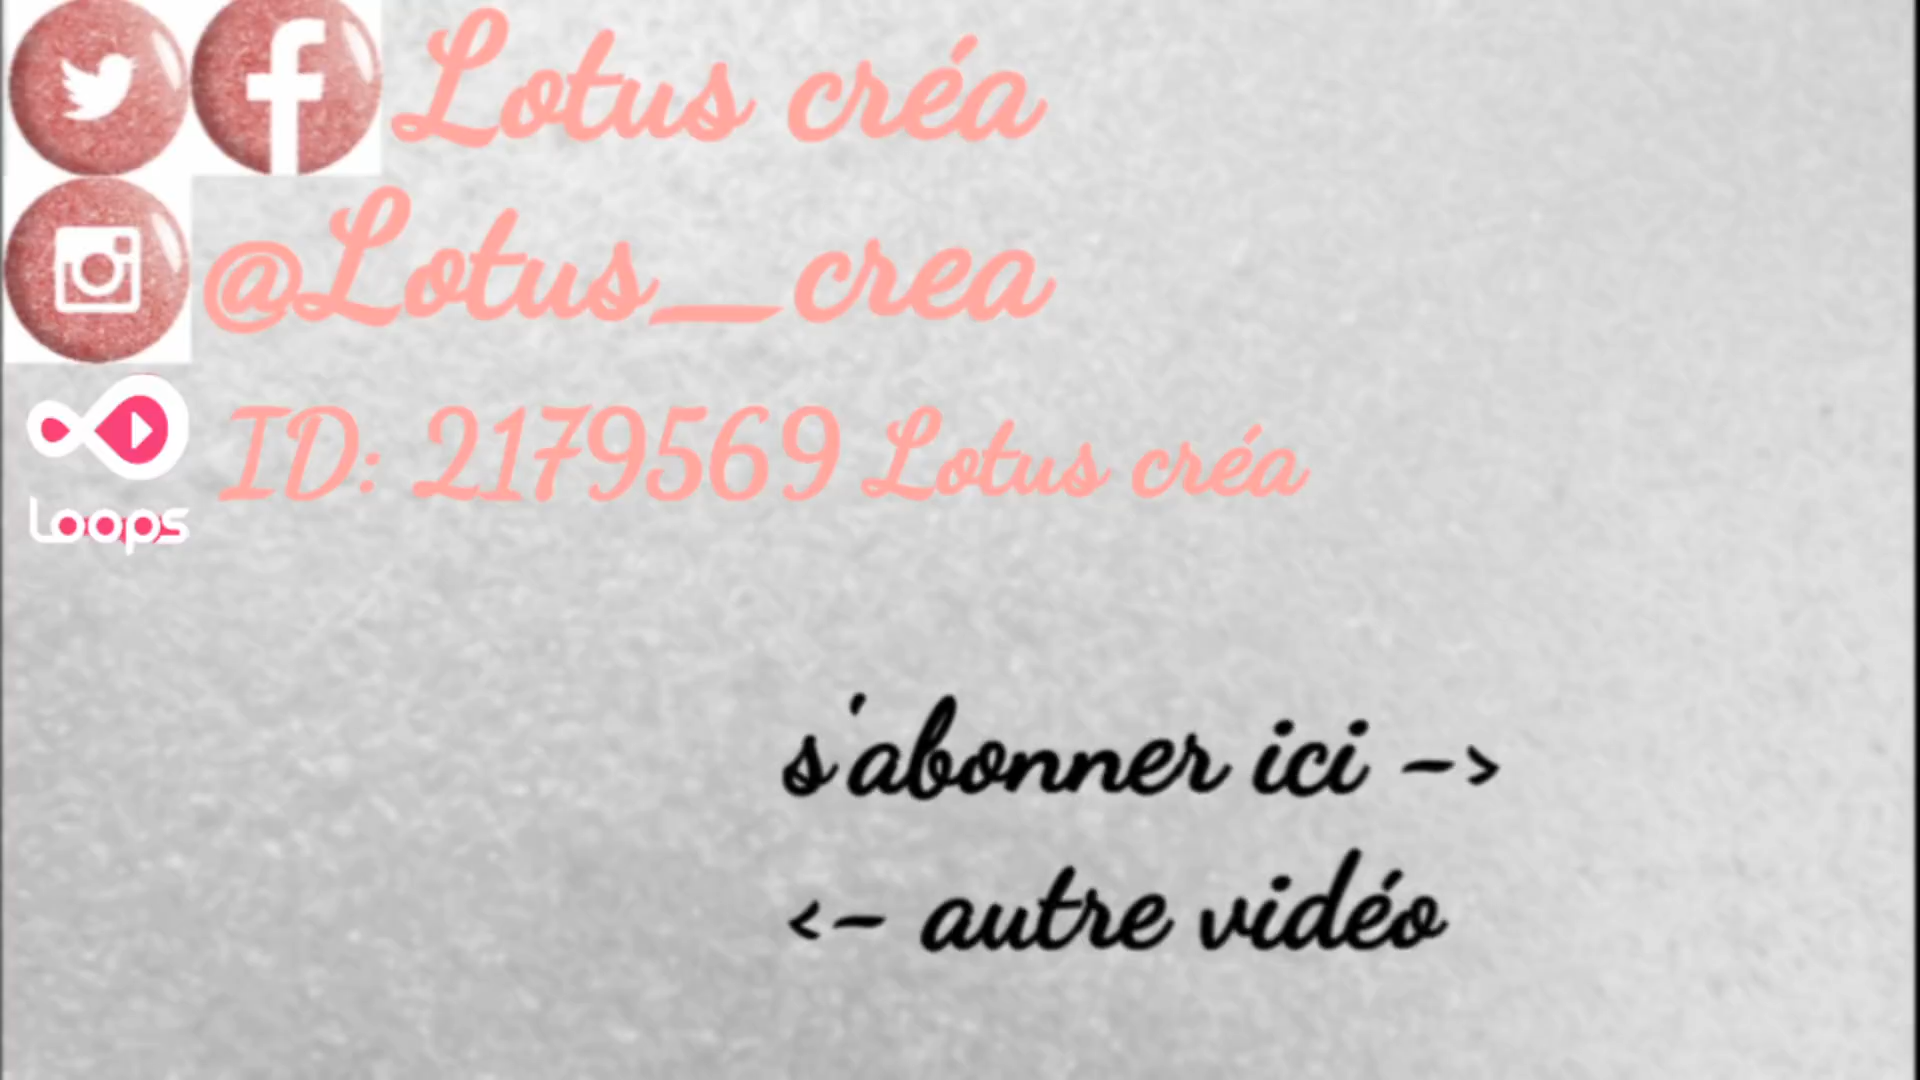 Lotus créa
@Lotus_crea
ID: 2179569 Lotus créa
Loops
s'abonner ici ->
<- autre vidéo